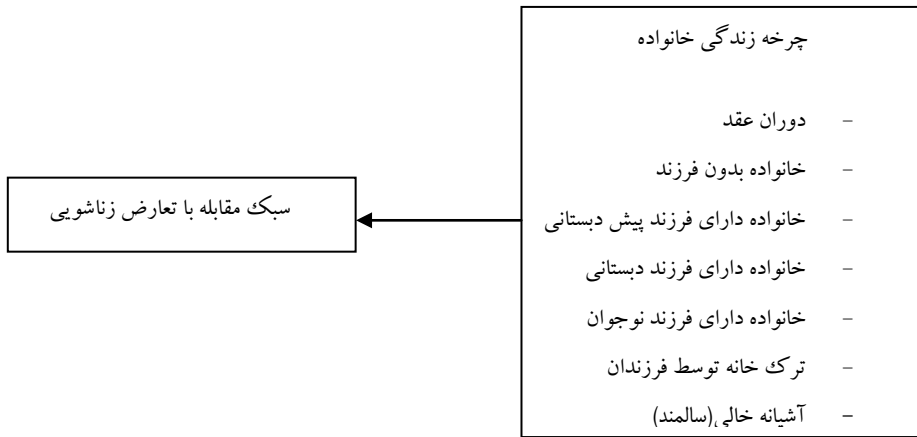 چرخه زندگی خانواده
- دوران عقد
- خانواده بدون فرزند
- خانواده دارای فرزند پیش دبستانی
- خانواده دارای فرزند دبستانی
- خانواده دارای فرزند نوجوان
- ترک خانه توسط فرزندان
- آشیانه خالی(سالمند)
سبک مقابله با تعارض زناشویی